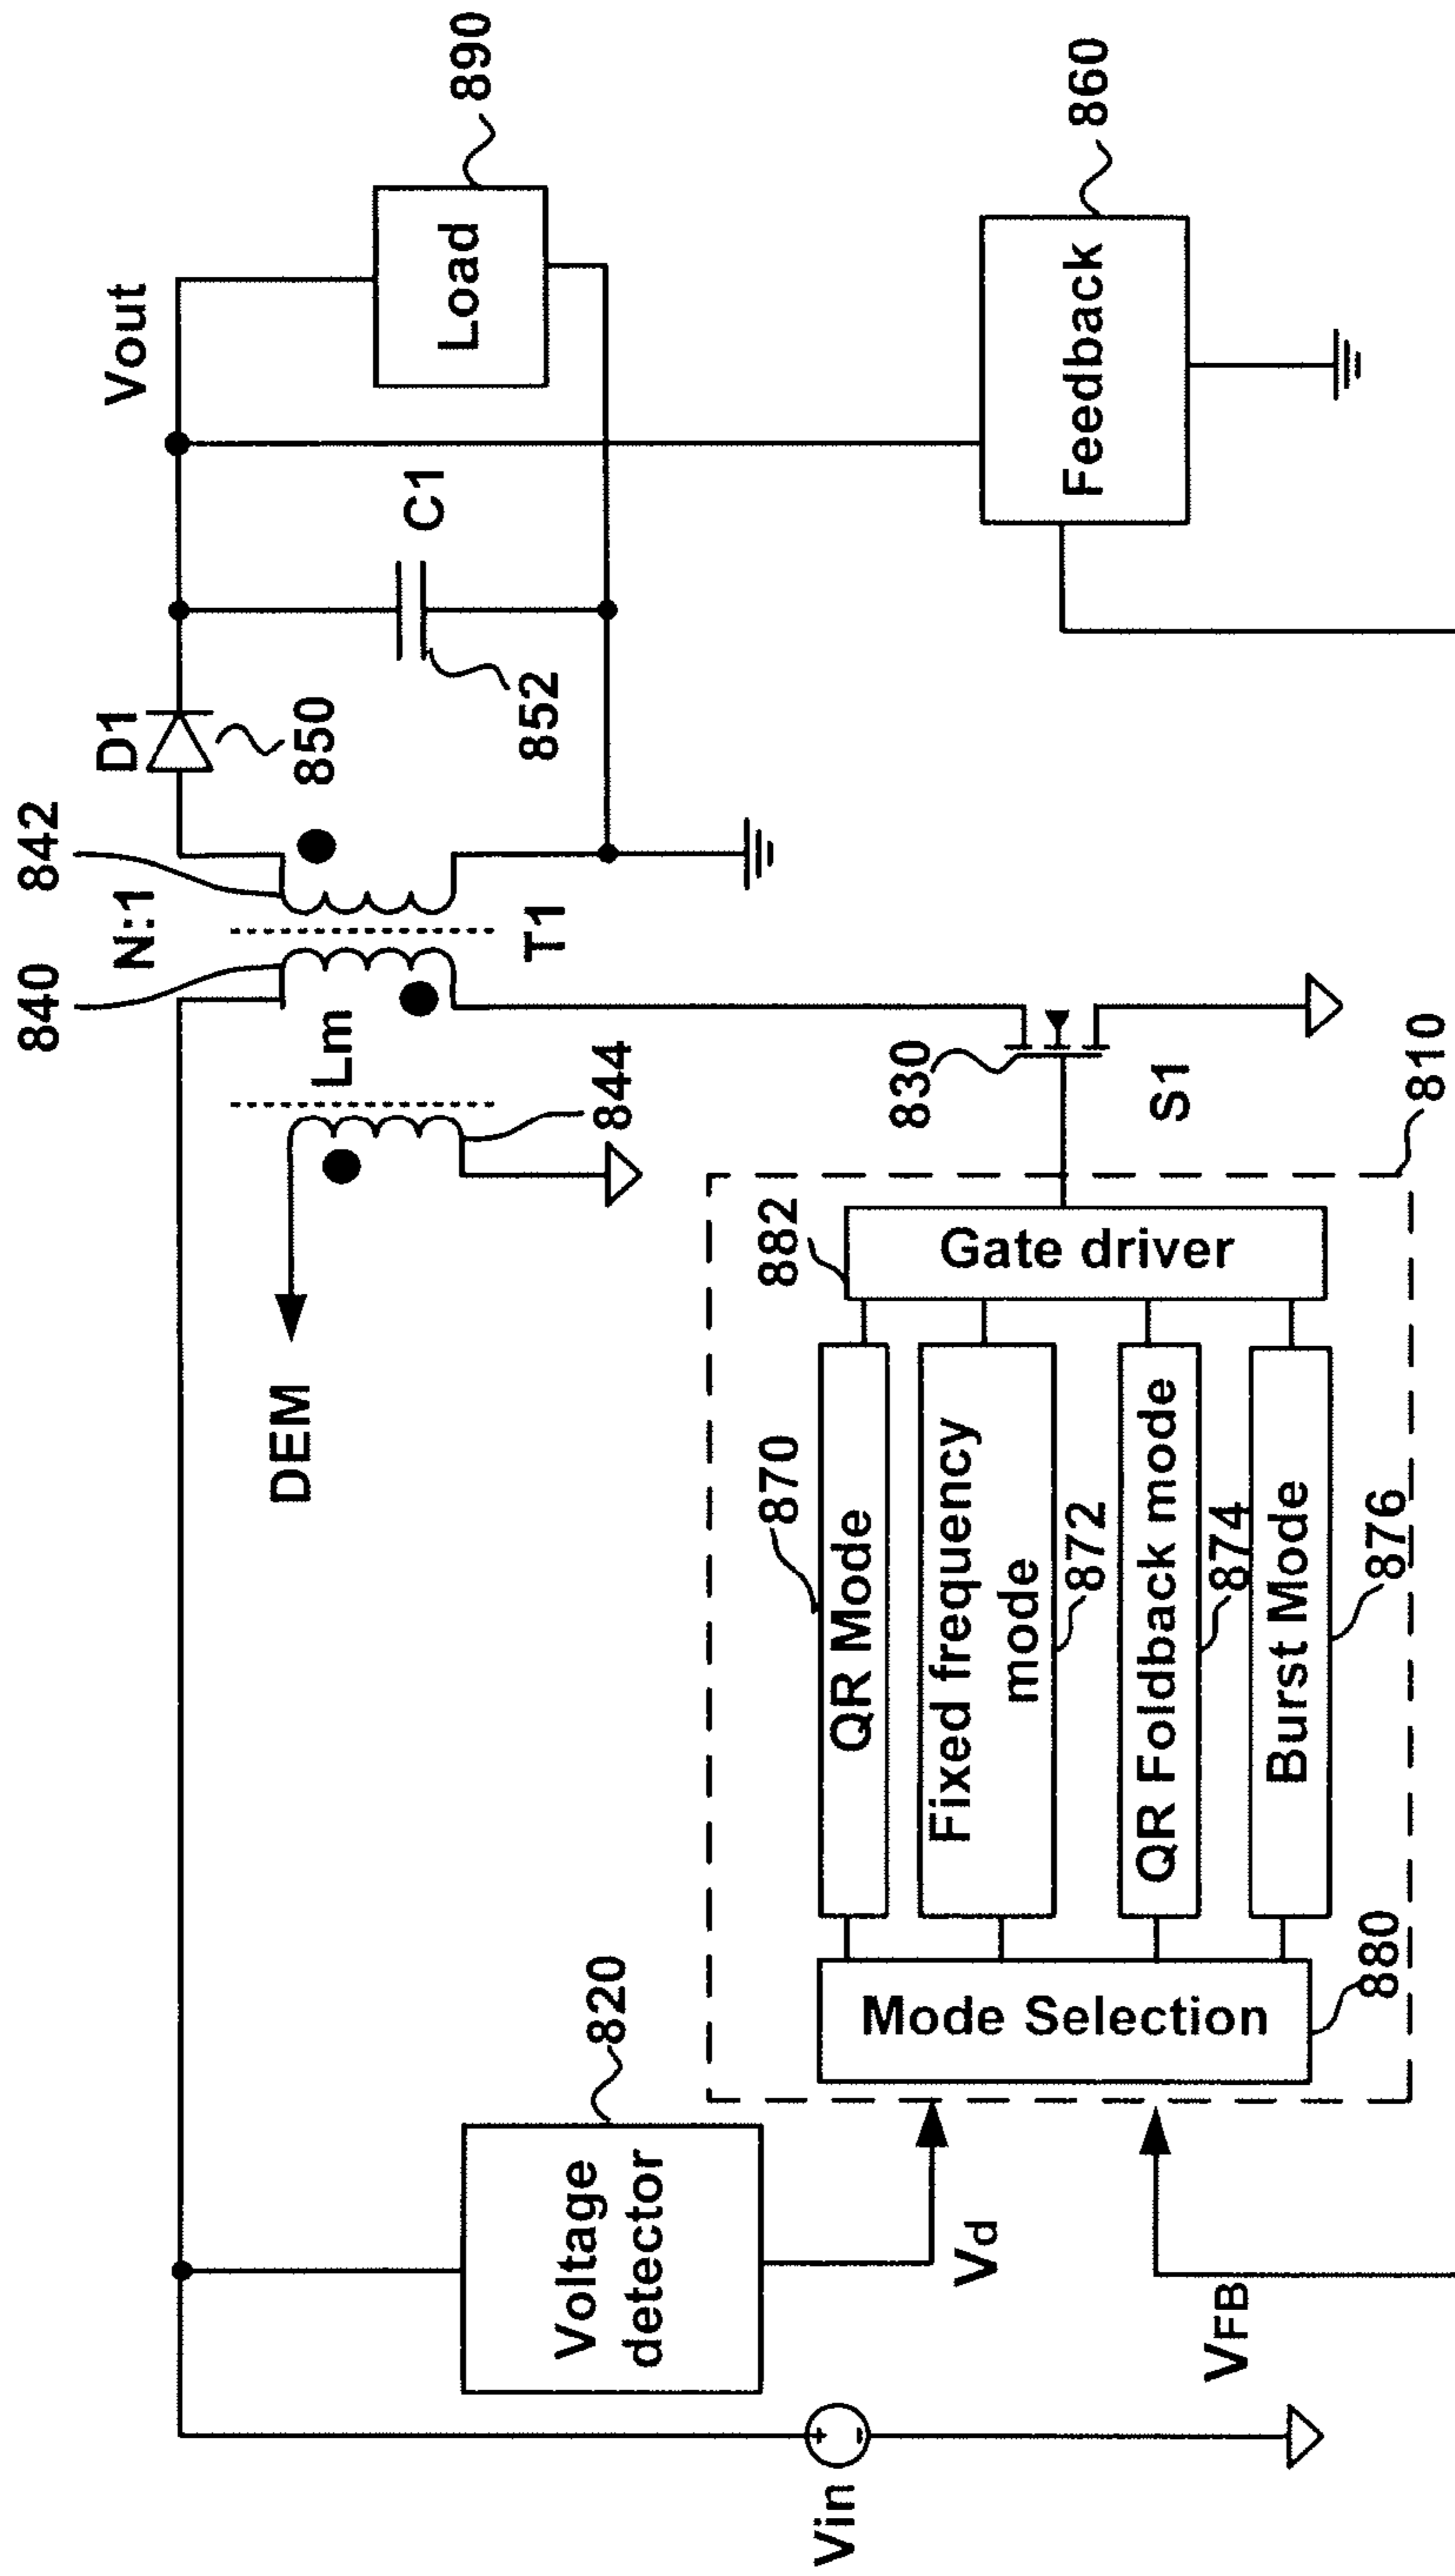 840
N:1
842
D1
850
Vout
890
Load
C1
852
T1
Lm
844
DEM
820
Voltage
detector
Vin
Vd
VFB
830
S1
810
882
Gate driver
870
QR Mode
Fixed frequency
mode
872
QR Foldback mode
874
Burst Mode
876
Mode Selection
880
Feedback
860